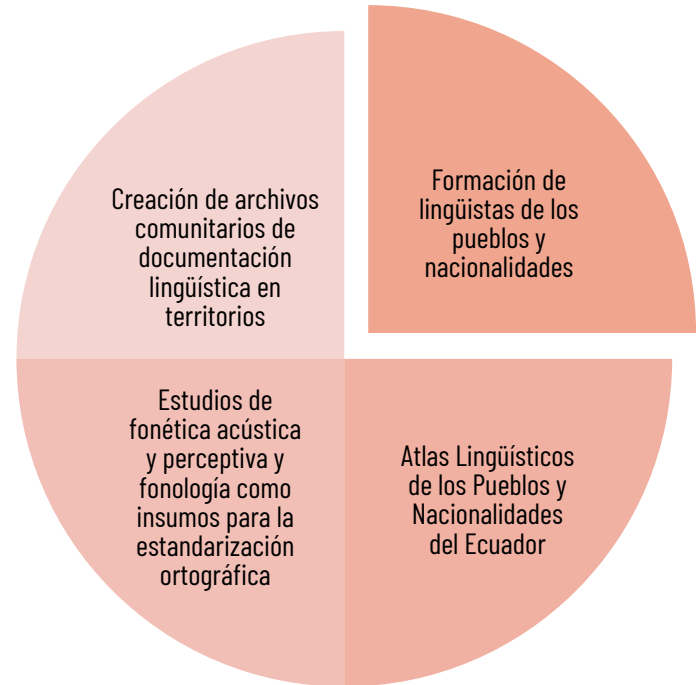 Creación de archivos
comunitarios de
documentación
lingüística en
territorios
Formación de
lingüistas de los
pueblos y
nacionalidades
Estudios de
fonética acústica
y perceptiva y
fonología como
insumos para la
estandarización
ortográfica
Atlas Lingüísticos
de los Pueblos y
Nacionalidades
del Ecuador